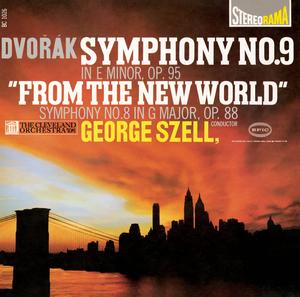 BC 1026
STEREORAMA
DVOŘÁK SYMPHONY NO.9
IN E MINOR, OP. 95
"FROM THE NEW WORLD"
SYMPHONY NO.8 IN G MAJOR, OP. 88
THE CLEVELAND
ORCHESTRA
GEORGE SZELL,
CONDUCTOR
EPIC